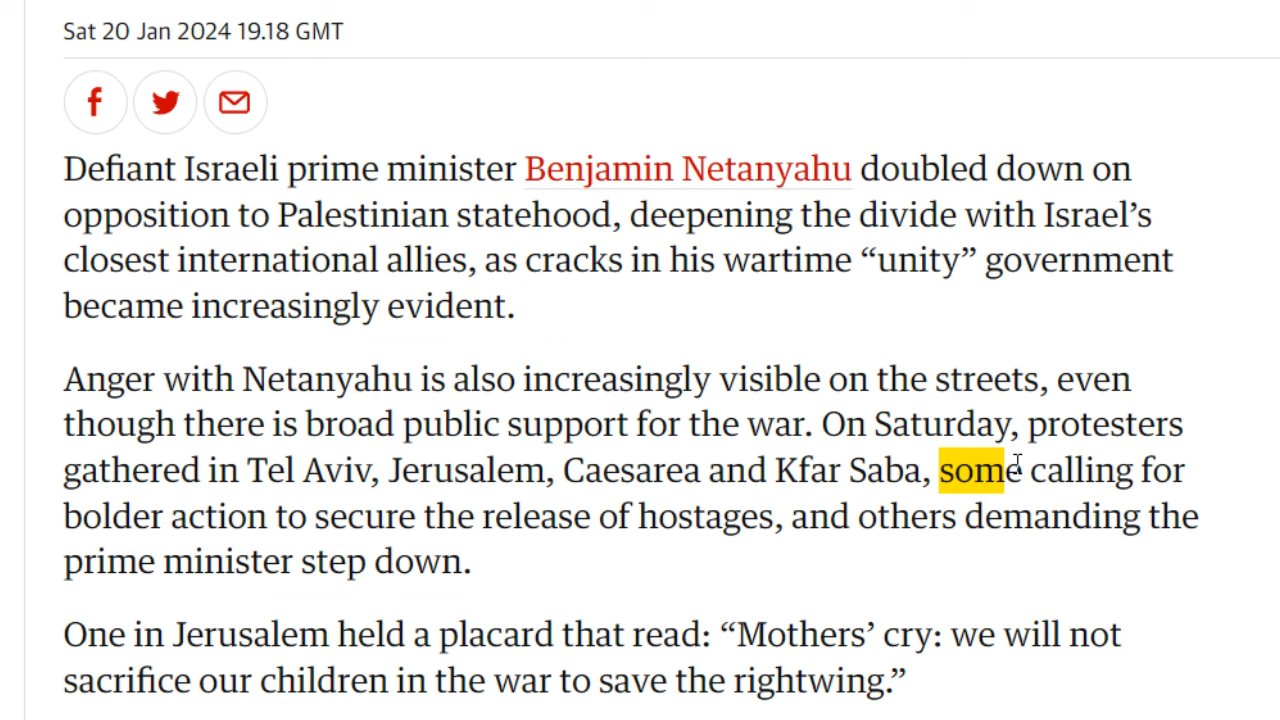 Sat 20 Jan 2024 19.18 GMT
Defiant Israeli prime minister Benjamin Netanyahu doubled down on
opposition to Palestinian statehood, deepening the divide with Israel’s
closest international allies, as cracks in his wartime “unity” government
became increasingly evident.
Anger with Netanyahu is also increasingly visible on the streets, even
though there is broad public support for the war. On Saturday, protesters
gathered in Tel Aviv, Jerusalem, Caesarea and Kfar Saba, some calling for
bolder action to secure the release of hostages, and others demanding the
prime minister step down.
One in Jerusalem held a placard that read: “Mothers’ cry: we will not
sacrifice our children in the war to save the rightwing.”